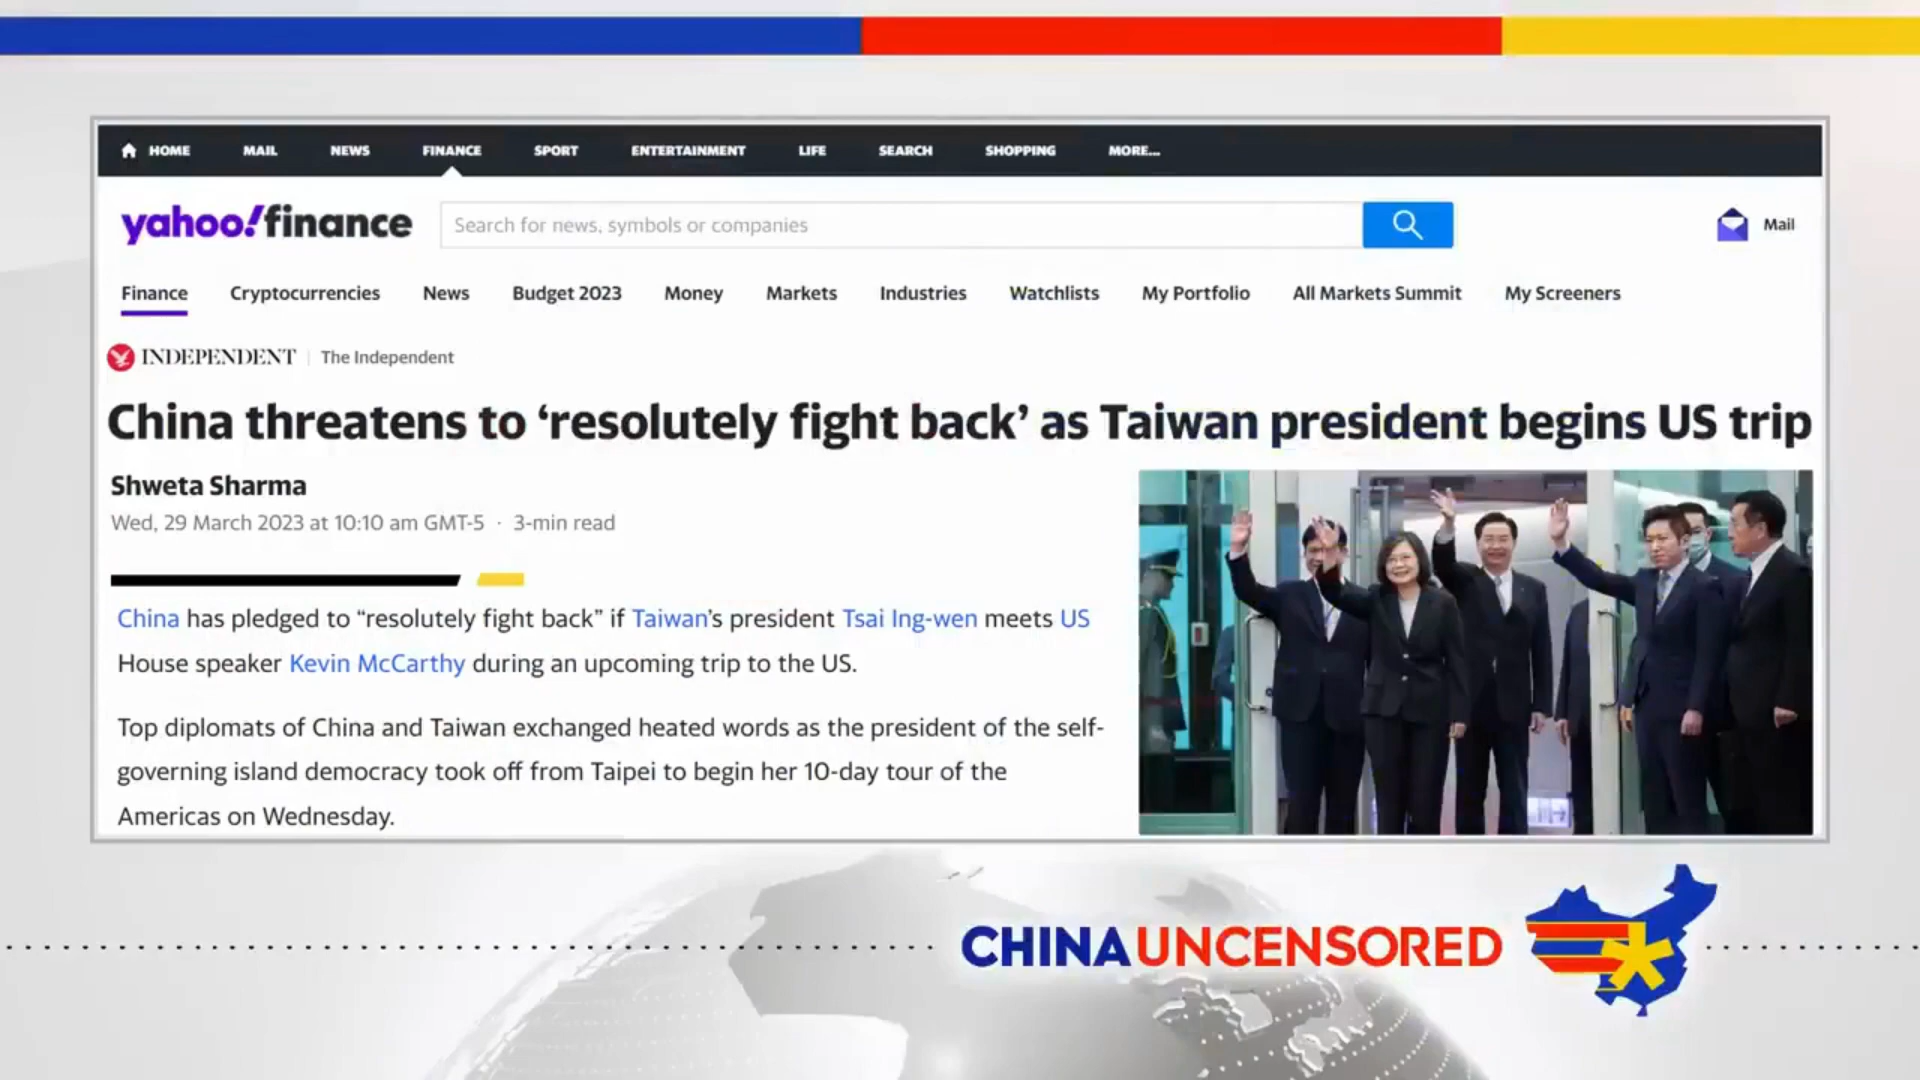 HOME MAIL NEWS FINANCE SPORT ENTERTAINMENT LIFE SEARCH SHOPPING MORE...
yahoo!finance Search for news, symbols or companies Mail
Finance Cryptocurrencies News Budget 2023 Money Markets Industries Watchlists My Portfolio All Markets Summit My Screeners
INDEPENDENT The Independent
China threatens to ‘resolutely fight back’ as Taiwan president begins US trip
Shweta Sharma
Wed, 29 March 2023 at 10:10 am GMT-5 · 3-min read
China has pledged to “resolutely fight back” if Taiwan’s president Tsai Ing-wen meets US
House speaker Kevin McCarthy during an upcoming trip to the US.
Top diplomats of China and Taiwan exchanged heated words as the president of the self-
governing island democracy took off from Taipei to begin her 10-day tour of the
Americas on Wednesday.
CHINA UNCENSORED